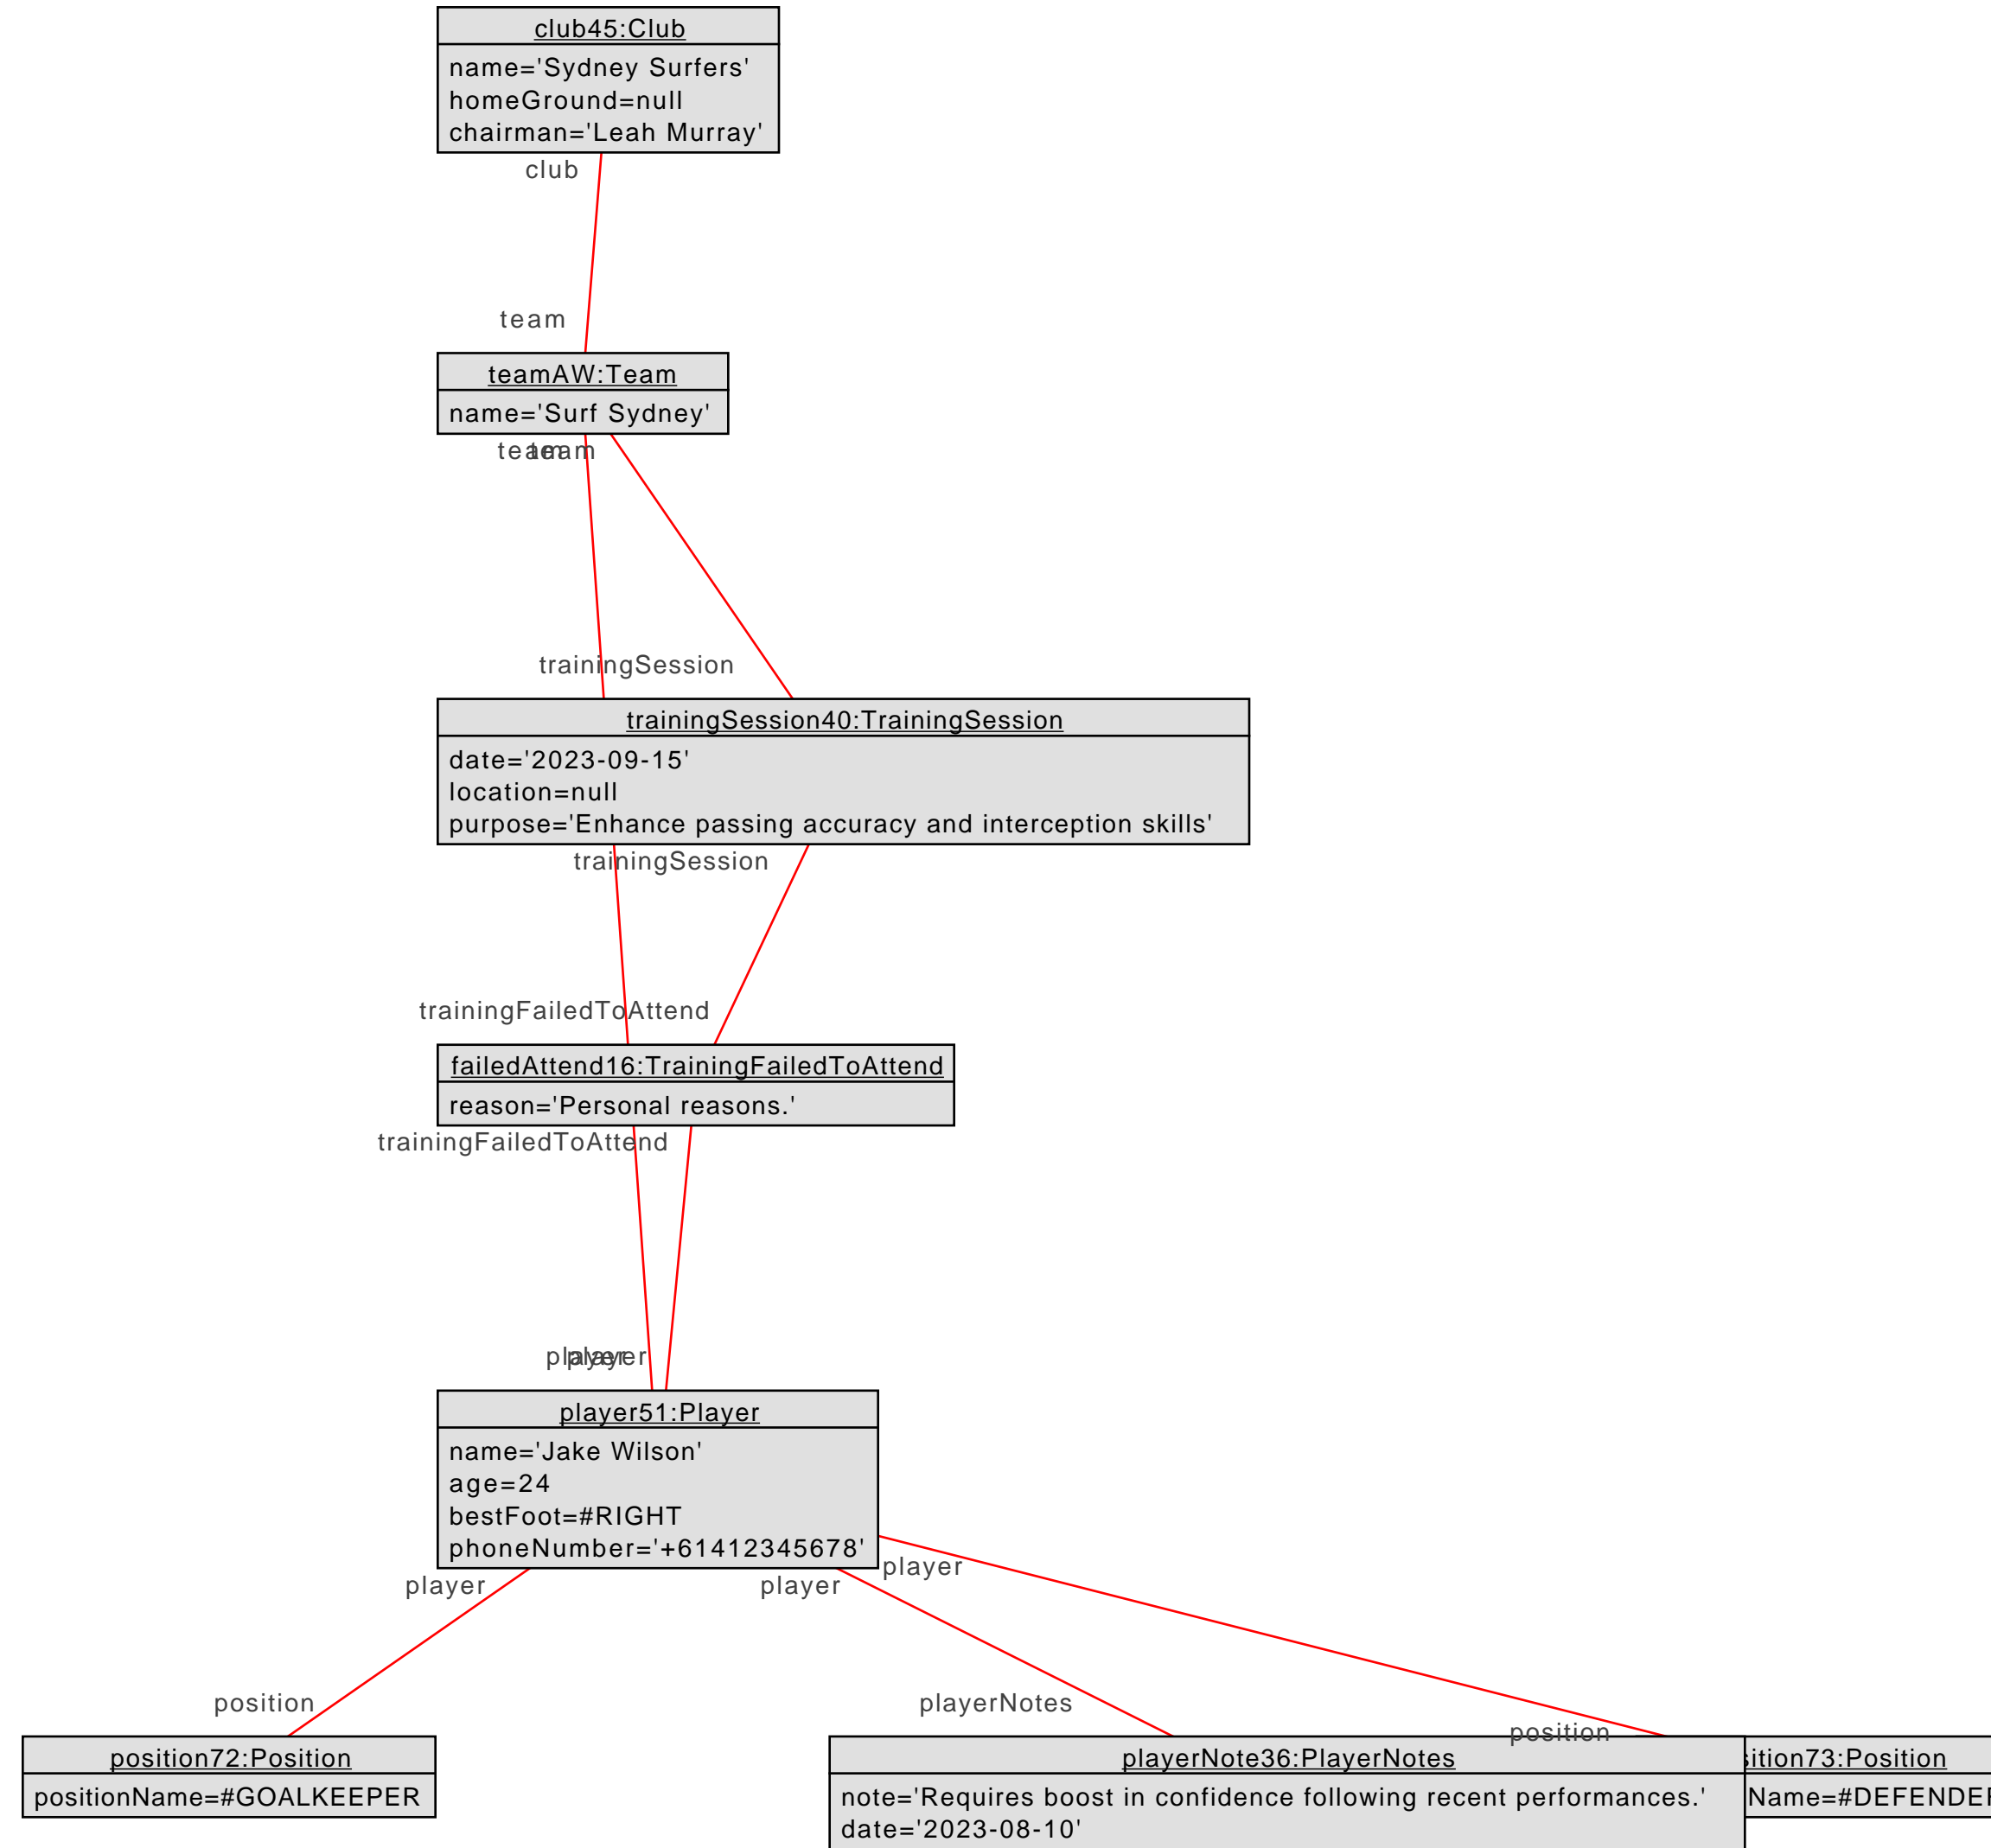 club45:Club
name='Sydney Surfers'
homeGround=null
chairman='Leah Murray'
club
team
teamAW:Team
name='Surf Sydney'
team
team
trainingSession
trainingSession40:TrainingSession
date='2023-09-15'
location=null
purpose='Enhance passing accuracy and interception skills'
trainingSession
trainingFailedToAttend
failedAttend16:TrainingFailedToAttend
reason='Personal reasons.'
trainingFailedToAttend
player
player
player51:Player
name='Jake Wilson'
age=24
bestFoot=#RIGHT
phoneNumber='+61412345678'
player
player
player
position
playerNotes
position
position72:Position
positionName=#GOALKEEPER
playerNote36:PlayerNotes
note='Requires boost in confidence following recent performances.'
date='2023-08-10'
sition73:Position
Name=#DEFENDER